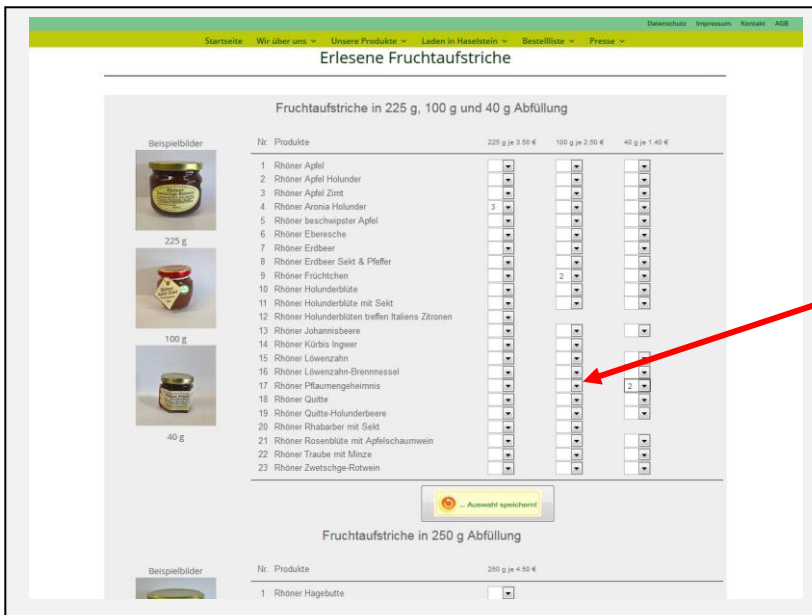 Datenschutz Impressum Kontakt AGB
Startseite Wir über uns Unsere Produkte Laden in Haselstein Bestellliste Presse
Erlesene Fruchtaufstriche
Fruchtaufstriche in 225 g, 100 g und 40 g Abfüllung
Beispielbilder Nr. Produkte 225 g je 3.50 € 100 g je 2.50 € 40 g je 1.40 €
1 Rhöner Apfel
2 Rhöner Apfel Holunder
3 Rhöner Apfel Zimt
4 Rhöner Aronia Holunder 3
5 Rhöner beschwipster Apfel
6 Rhöner Eberesche
225 g
7 Rhöner Erdbeer
8 Rhöner Erdbeer Sekt & Pfeffer
9 Rhöner Früchtchen 2
10 Rhöner Holunderblüte
11 Rhöner Holunderblüte mit Sekt
12 Rhöner Holunderblüten treffen Italiens Zitronen
13 Rhöner Johannisbeere
100 g
14 Rhöner Kürbis Ingwer
15 Rhöner Löwenzahn
16 Rhöner Löwenzahn-Brennnessel
17 Rhöner Pflaumengeheimnis 2
18 Rhöner Quitte
19 Rhöner Quitte-Holunderbeere
20 Rhöner Rhabarber mit Sekt
40 g
21 Rhöner Rosenblüte mit Apfelschaumwein
22 Rhöner Traube mit Minze
23 Rhöner Zwetschge-Rotwein
... Auswahl speichern!
Fruchtaufstriche in 250 g Abfüllung
Beispielbilder Nr. Produkte 250 g je 4.50 €
1 Rhöner Hagebutte